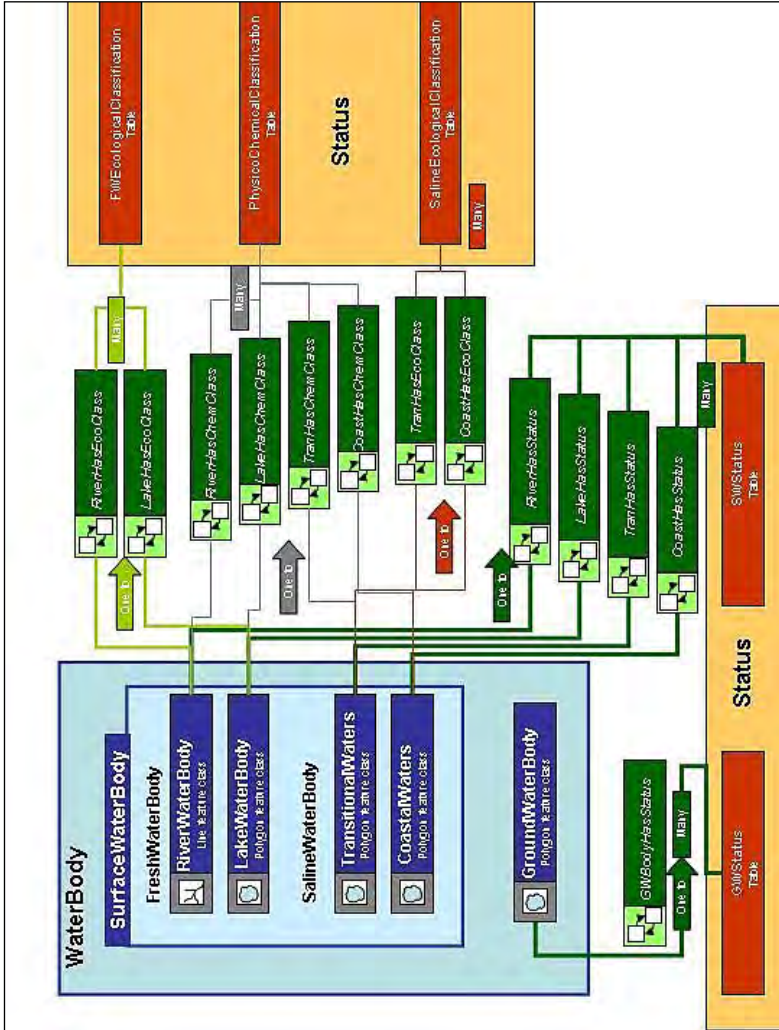 WaterBody
SurfaceWaterBody
FreshWaterBody
RiverWaterBody
Line feature class
LakeWaterBody
Polygon feature class
SalineWaterBody
TransitionalWaters
Polygon feature class
CoastalWaters
Polygon feature class
GroundWaterBody
Polygon feature class
One to
RiverHasEcoClass
LakeHasEcoClass
Many
One to
RiverHasChemClass
LakeHasChemClass
TranHasChemClass
CoastHasChemClass
Many
One to
TranHasEcoClass
CoastHasEcoClass
Many
One to
RiverHasStatus
LakeHasStatus
TranHasStatus
CoastHasStatus
Many
GWBodyHasStatus
One to
Many
Status
FWEcologicalClassification
Table
PhysicoChemicalClassification
Table
SalineEcologicalClassification
Table
Status
GWStatus
Table
SWStatus
Table